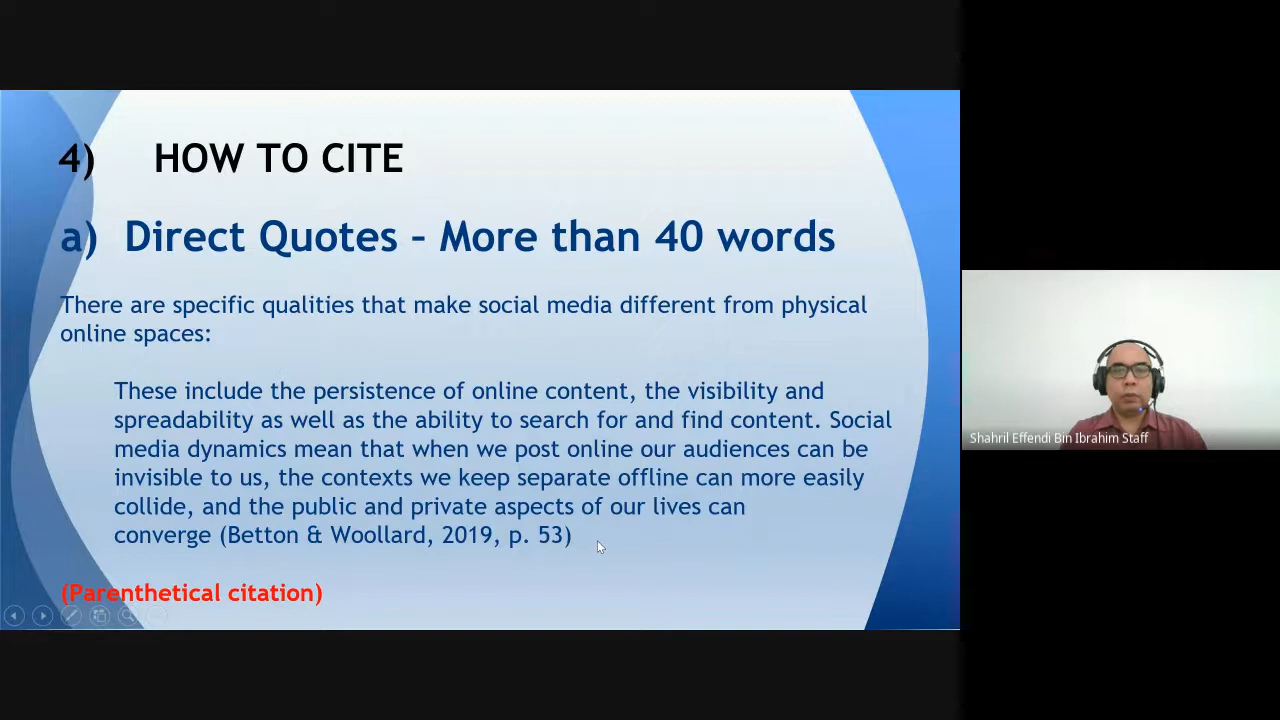 4) HOW TO CITE
a) Direct Quotes – More than 40 words
There are specific qualities that make social media different from physical
online spaces:
These include the persistence of online content, the visibility and
spreadability as well as the ability to search for and find content. Social
media dynamics mean that when we post online our audiences can be
invisible to us, the contexts we keep separate offline can more easily
collide, and the public and private aspects of our lives can
converge (Betton & Woollard, 2019, p. 53)
(Parenthetical citation)
Shahril Effendi Bin Ibrahim Staff